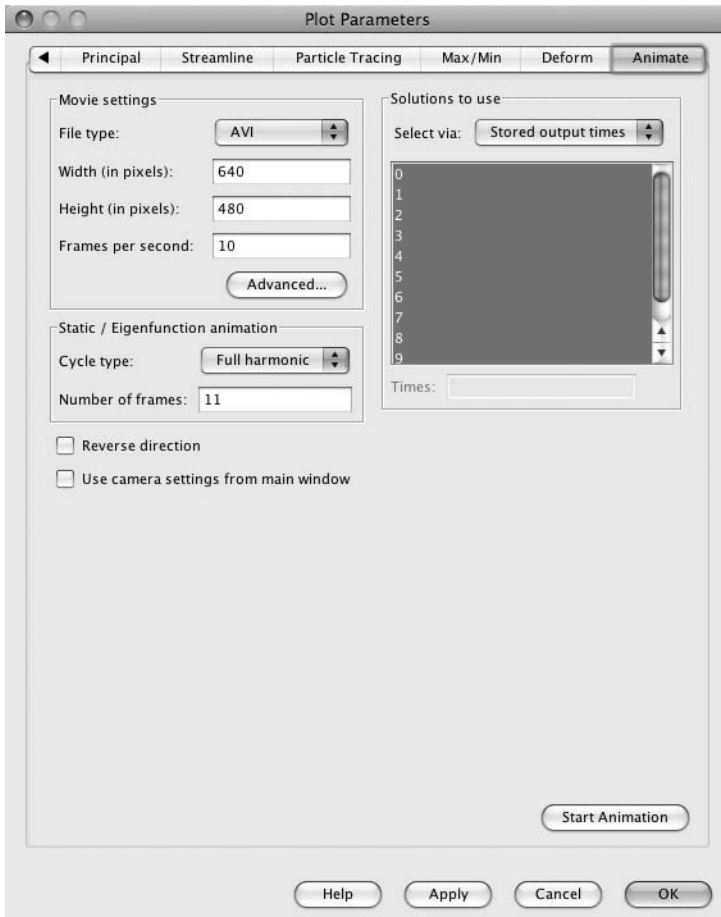 Plot Parameters
Principal Streamline Particle Tracing Max/Min Deform Animate
Movie settings
File type: AVI
Width (in pixels): 640
Height (in pixels): 480
Frames per second: 10
Advanced...
Static / Eigenfunction animation
Cycle type: Full harmonic
Number of frames: 11
Reverse direction
Use camera settings from main window
Solutions to use
Select via: Stored output times
0
1
2
3
4
5
6
7
8
9
Times:
Start Animation
Help Apply Cancel OK